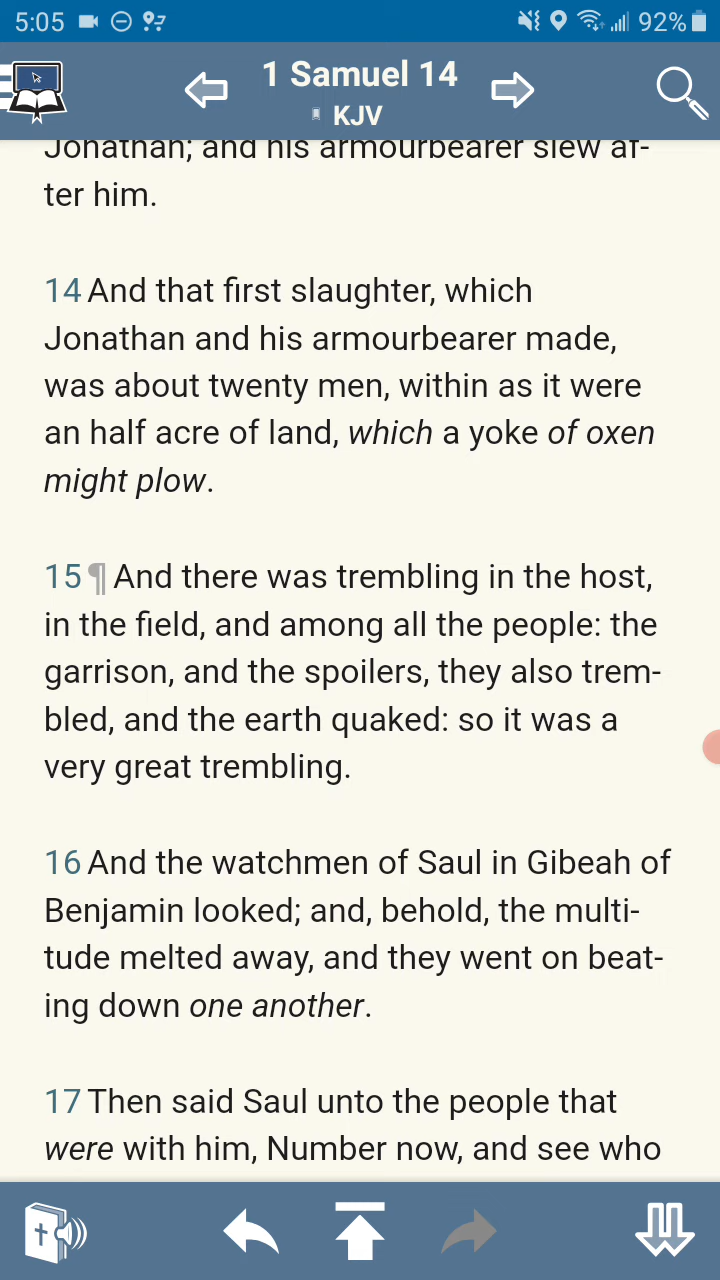 5:05
92%
1 Samuel 14
KJV
Jonathan; and his armourbearer slew af-
ter him.
14 And that first slaughter, which
Jonathan and his armourbearer made,
was about twenty men, within as it were
an half acre of land, which a yoke of oxen
might plow.
15 ¶ And there was trembling in the host,
in the field, and among all the people: the
garrison, and the spoilers, they also trem-
bled, and the earth quaked: so it was a
very great trembling.
16 And the watchmen of Saul in Gibeah of
Benjamin looked; and, behold, the multi-
tude melted away, and they went on beat-
ing down one another.
17 Then said Saul unto the people that
were with him, Number now, and see who